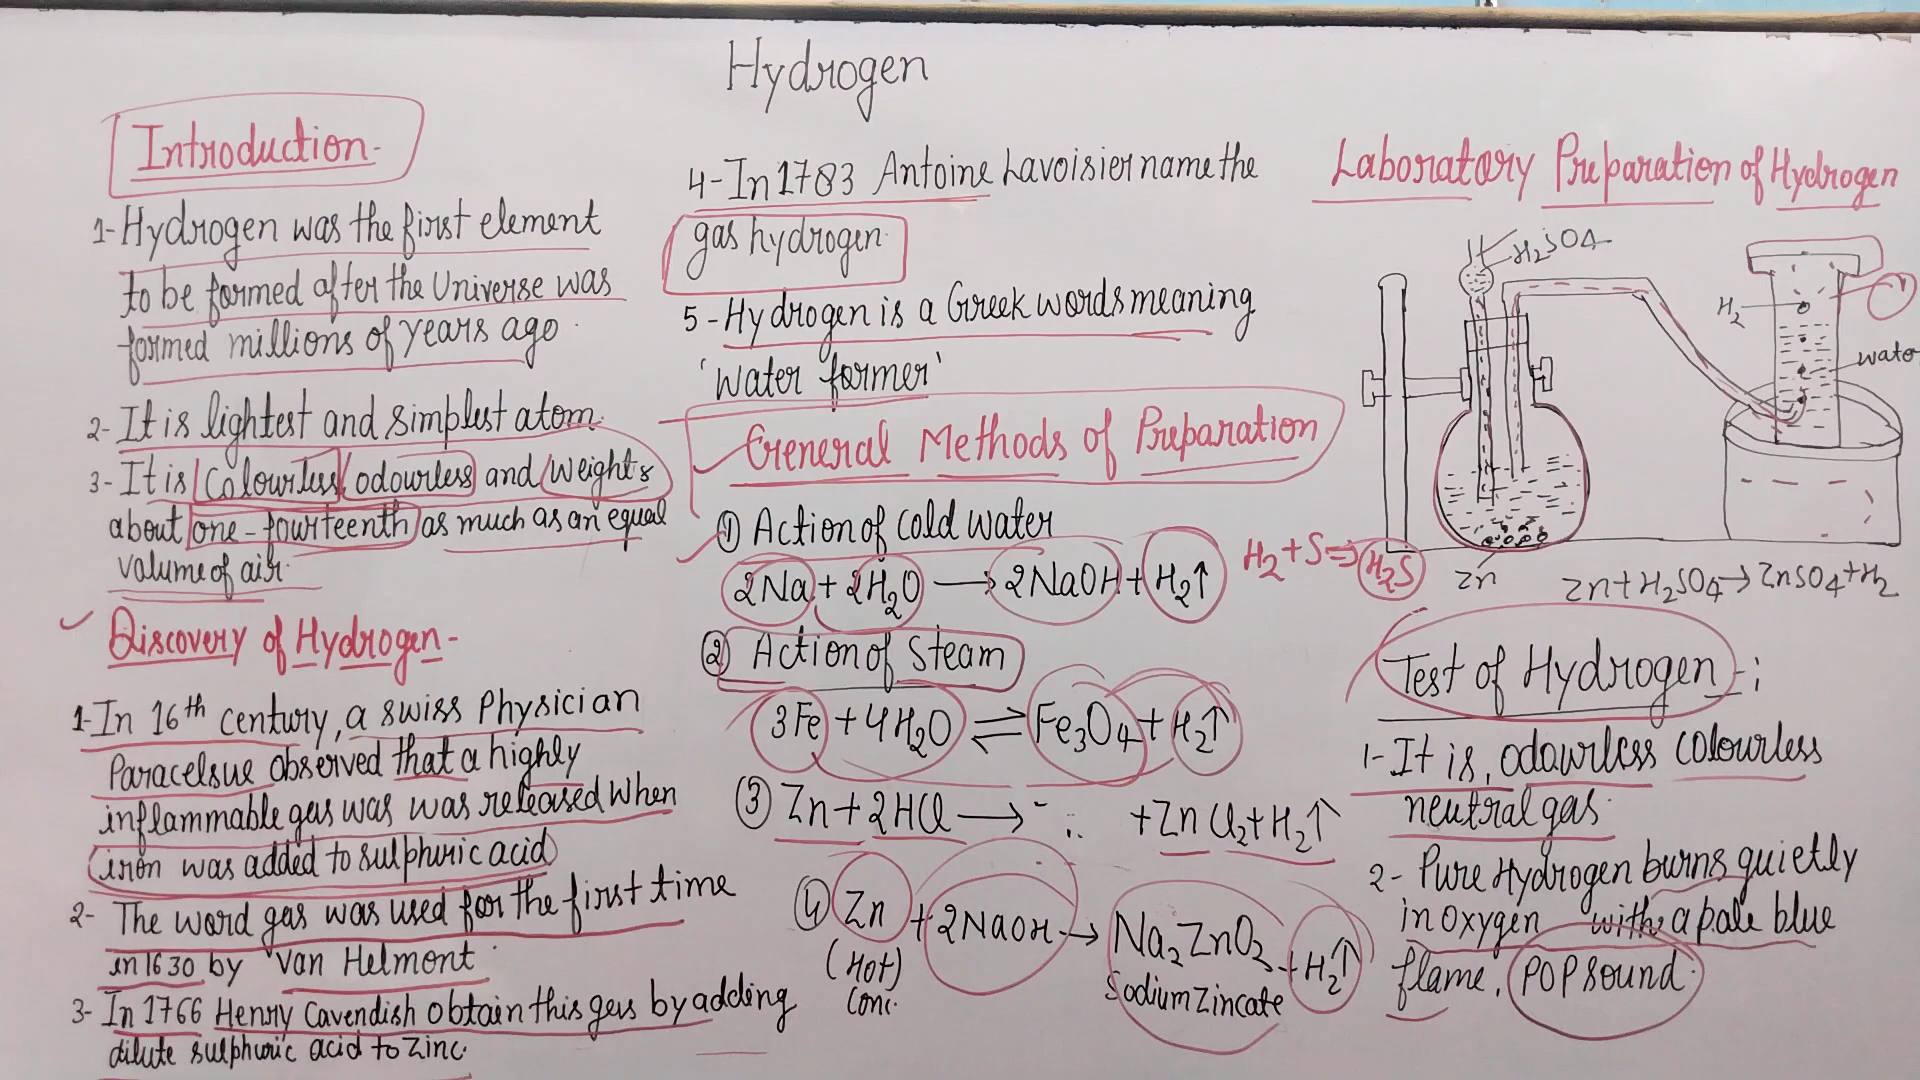 Hydrogen
Introduction-
1-Hydrogen was the first element
to be formed after the Universe was
formed millions of years ago.
2-It is lightest and simplest atom.
3-It is Colourless odourless and weights
about one-fourteenth as much as an equal
valume of air.
Discovery of Hydrogen-
1-In 16th century, a swiss Physician
Paracelsue observed that a highly
inflammable gas was was released when
iron was added to sulphuric acid
2- The word gas was used for the first time
in 1630 by Van Helmont
3-In 1766 Henry Cavendish obtain this gas by adding
dilute sulphuric acid to zinc.
4-In 1783 Antoine Lavoisier name the
gas hydrogen.
5-Hydrogen is a Greek words meaning
'Water former'
General Methods of Preparation
① Action of cold water
2Na + 2H₂O → 2NaOH + H₂↑
H₂+S⇒H₂S
② Action of Steam
3Fe + 4H₂O ⇌ Fe₃O₄ + H₂↑
③ Zn + 2HCl → +ZnCl₂+H₂↑
④ Zn + 2NaOH → Na₂ZnO₂ + H₂↑
(Hot) Sodium Zincate
Conc.
Laboratory Preparation of Hydrogen
H₂SO4
H₂
water
Zn
Zn+H₂SO4→ZnSO4+H₂
Test of Hydrogen-:
1-It is, odourless colourless
neutral gas.
2- Pure Hydrogen burns quietly
in oxygen with a pale blue
flame. POP sound.